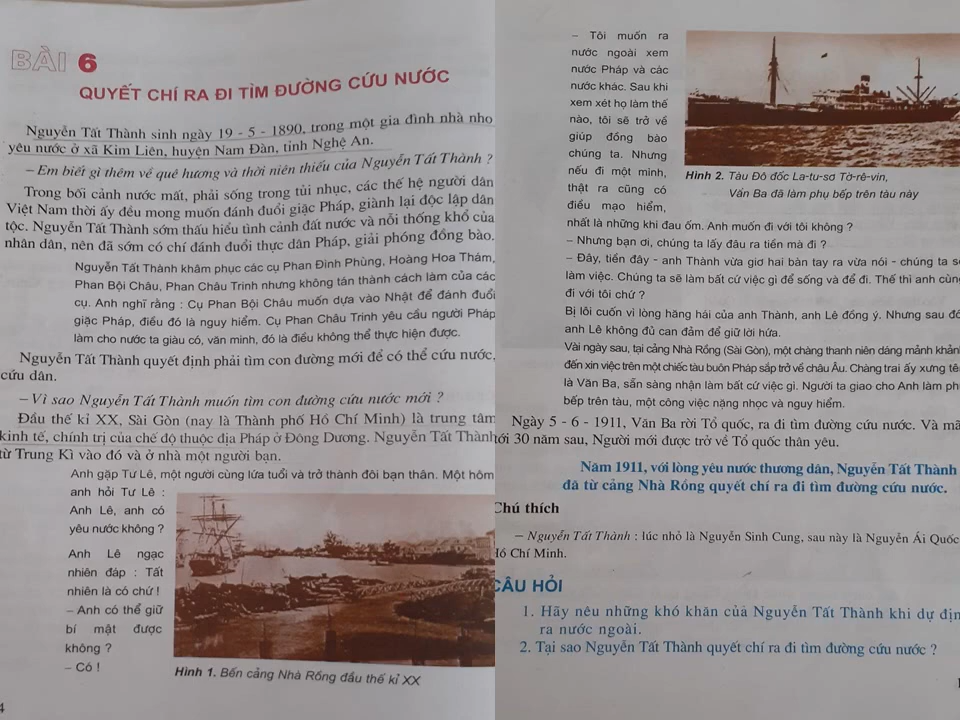 BÀI 6
QUYẾT CHÍ RA ĐI TÌM ĐƯỜNG CỨU NƯỚC
Nguyễn Tất Thành sinh ngày 19 - 5 - 1890, trong một gia đình nhà nho
yêu nước ở xã Kim Liên, huyện Nam Đàn, tỉnh Nghệ An.
– Em biết gì thêm về quê hương và thời niên thiếu của Nguyễn Tất Thành ?
Trong bối cảnh nước mất, phải sống trong tủi nhục, các thế hệ người dân
Việt Nam thời ấy đều mong muốn đánh đuổi giặc Pháp, giành lại độc lập dân
tộc. Nguyễn Tất Thành sớm thấu hiểu tình cảnh đất nước và nỗi thống khổ của
nhân dân, nên đã sớm có chí đánh đuổi thực dân Pháp, giải phóng đồng bào.
Nguyễn Tất Thành khâm phục các cụ Phan Đình Phùng, Hoàng Hoa Thám,
Phan Bội Châu, Phan Châu Trinh nhưng không tán thành cách làm của các
cụ. Anh nghĩ rằng : Cụ Phan Bội Châu muốn dựa vào Nhật để đánh đuổi
giặc Pháp, điều đó là nguy hiểm. Cụ Phan Châu Trinh yêu cầu người Pháp
làm cho nước ta giàu có, văn minh, đó là điều không thể thực hiện được.
Nguyễn Tất Thành quyết định phải tìm con đường mới để có thể cứu nước,
cứu dân.
– Vì sao Nguyễn Tất Thành muốn tìm con đường cứu nước mới ?
Đầu thế kỉ XX, Sài Gòn (nay là Thành phố Hồ Chí Minh) là trung tâm
kinh tế, chính trị của chế độ thuộc địa Pháp ở Đông Dương. Nguyễn Tất Thành
từ Trung Kì vào đó và ở nhà một người bạn.
Anh gặp Tư Lê, một người cùng lứa tuổi và trở thành đôi bạn thân. Một hôm
anh hỏi Tư Lê :
Anh Lê, anh có
yêu nước không ?
Anh Lê ngạc
nhiên đáp : Tất
nhiên là có chứ !
– Anh có thể giữ
bí mật được
không ?
– Có !
Hình 1. Bến cảng Nhà Rồng đầu thế kỉ XX
4
– Tôi muốn ra
nước ngoài xem
nước Pháp và các
nước khác. Sau khi
xem xét họ làm thế
nào, tôi sẽ trở về
giúp đồng bào
chúng ta. Nhưng
nếu đi một mình,
thật ra cũng có
điều mạo hiểm,
nhất là những khi đau ốm. Anh muốn đi với tôi không ?
Hình 2. Tàu Đô đốc La-tu-sơ Tờ-rê-vin,
Văn Ba đã làm phụ bếp trên tàu này
– Nhưng bạn ơi, chúng ta lấy đâu ra tiền mà đi ?
– Đây, tiền đây - anh Thành vừa giơ hai bàn tay ra vừa nói - chúng ta s
làm việc. Chúng ta sẽ làm bất cứ việc gì để sống và để đi. Thế thì anh cùn
đi với tôi chứ ?
Bị lôi cuốn vì lòng hăng hái của anh Thành, anh Lê đồng ý. Nhưng sau đó
anh Lê không đủ can đảm để giữ lời hứa.
Vài ngày sau, tại cảng Nhà Rồng (Sài Gòn), một chàng thanh niên dáng mảnh khản
đến xin việc trên một chiếc tàu buôn Pháp sắp trở về châu Âu. Chàng trai ấy xưng tê
là Văn Ba, sẵn sàng nhận làm bất cứ việc gì. Người ta giao cho Anh làm ph
bếp trên tàu, một công việc nặng nhọc và nguy hiểm.
Ngày 5 - 6 - 1911, Văn Ba rời Tổ quốc, ra đi tìm đường cứu nước. Và mã
tới 30 năm sau, Người mới được trở về Tổ quốc thân yêu.
Năm 1911, với lòng yêu nước thương dân, Nguyễn Tất Thành
đã từ cảng Nhà Rồng quyết chí ra đi tìm đường cứu nước.
Chú thích
– Nguyễn Tất Thành : lúc nhỏ là Nguyễn Sinh Cung, sau này là Nguyễn Ái Quốc
Hồ Chí Minh.
CÂU HỎI
1. Hãy nêu những khó khăn của Nguyễn Tất Thành khi dự địn
ra nước ngoài.
2. Tại sao Nguyễn Tất Thành quyết chí ra đi tìm đường cứu nước ?